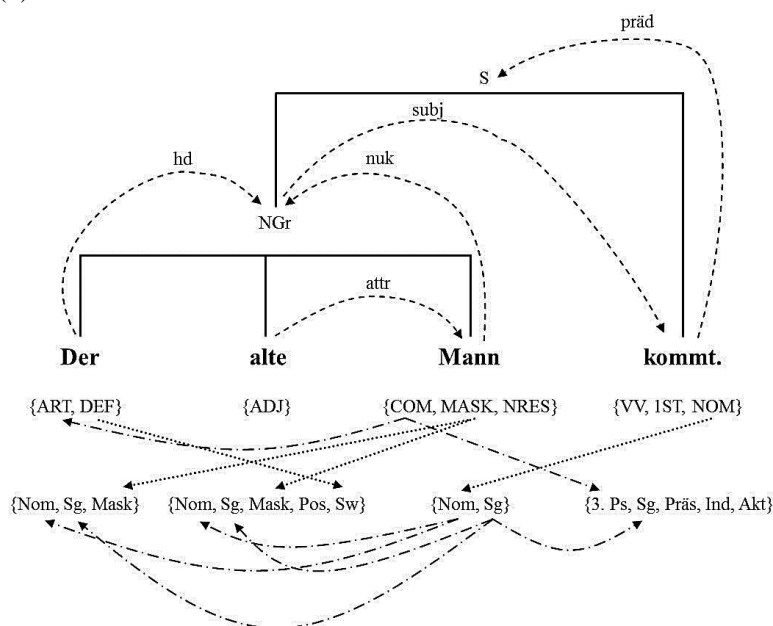 präd
S
subj
hd
nuk
NGr
attr
Der alte Mann kommt.
{ART, DEF} {ADJ} {COM, MASK, NRES} {VV, 1ST, NOM}
{Nom, Sg, Mask} {Nom, Sg, Mask, Pos, Sw} {Nom, Sg} {3. Ps, Sg, Präs, Ind, Akt}